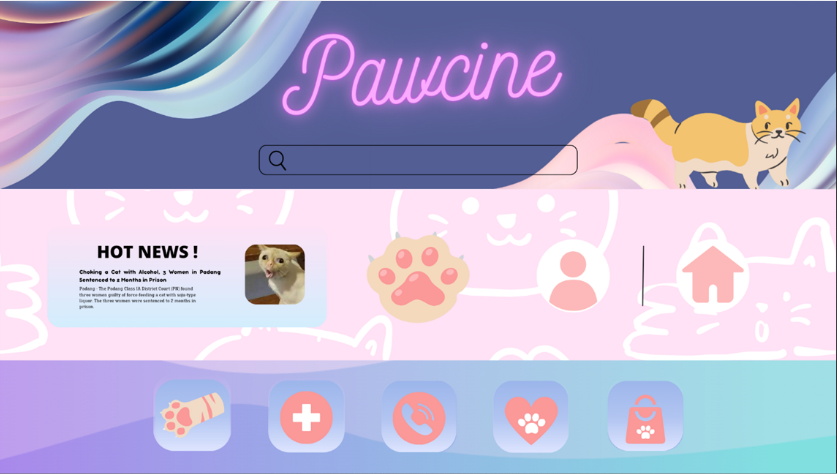 Pawcine
HOT NEWS !
Choking a Cat with Alcohol, 3 Women in Padang
Sentenced to 2 Months in Prison
Padang - The Padang Class IA District Court (PN) found
three women guilty of force-feeding a cat with soju-type
liquor. The three women were sentenced to 2 months in
prison.